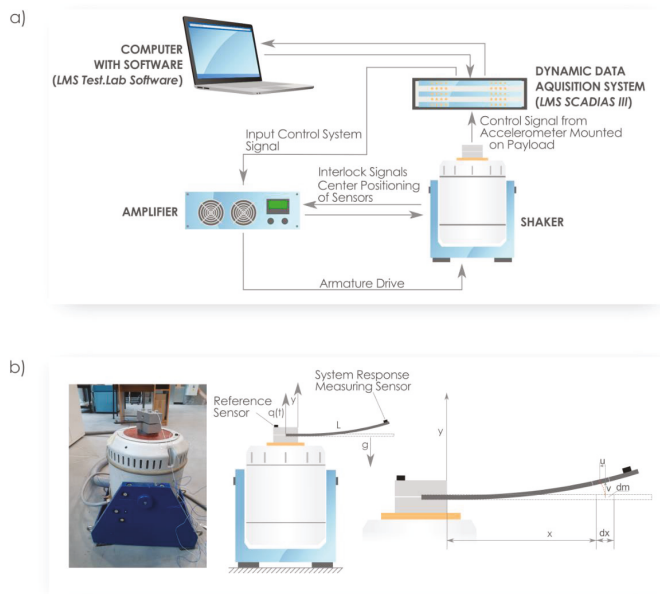 a)
COMPUTER
WITH SOFTWARE
(LMS Test.Lab Software)
DYNAMIC DATA
AQUISITION SYSTEM
(LMS SCADIAS III)
Control Signal from
Accelerometer Mounted
on Payload
Input Control System
Signal
Interlock Signals
Center Positioning
of Sensors
AMPLIFIER
SHAKER
Armature Drive
b)
System Response
Measuring Sensor
Reference
Sensor
q(t)
y
L
g
y
u
v
dm
x
dx